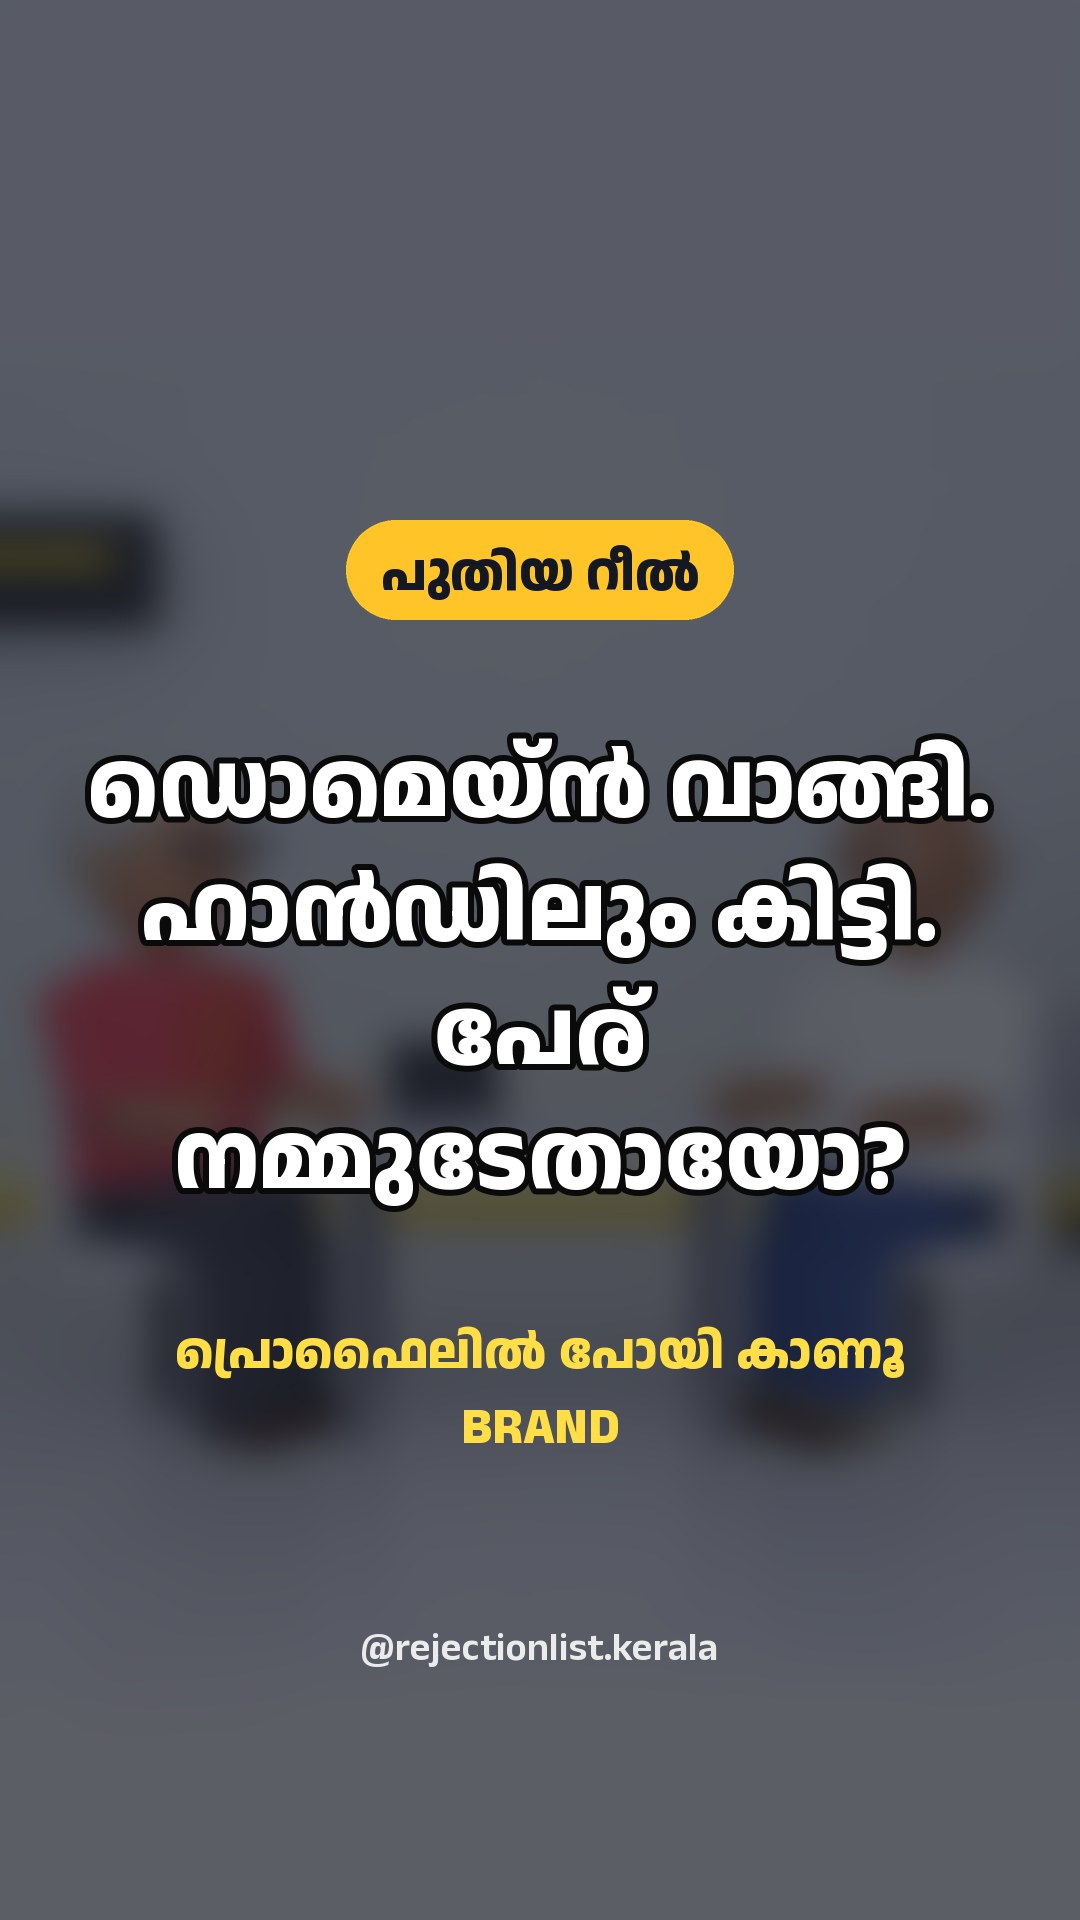 പുതിയ റീൽ
ഡൊമെയ്ൻ വാങ്ങി.
ഹാൻഡിലും കിട്ടി.
പേര്
നമ്മുടേതായോ?
പ്രൊഫൈലിൽ പോയി കാണൂ
BRAND
@rejectionlist.kerala